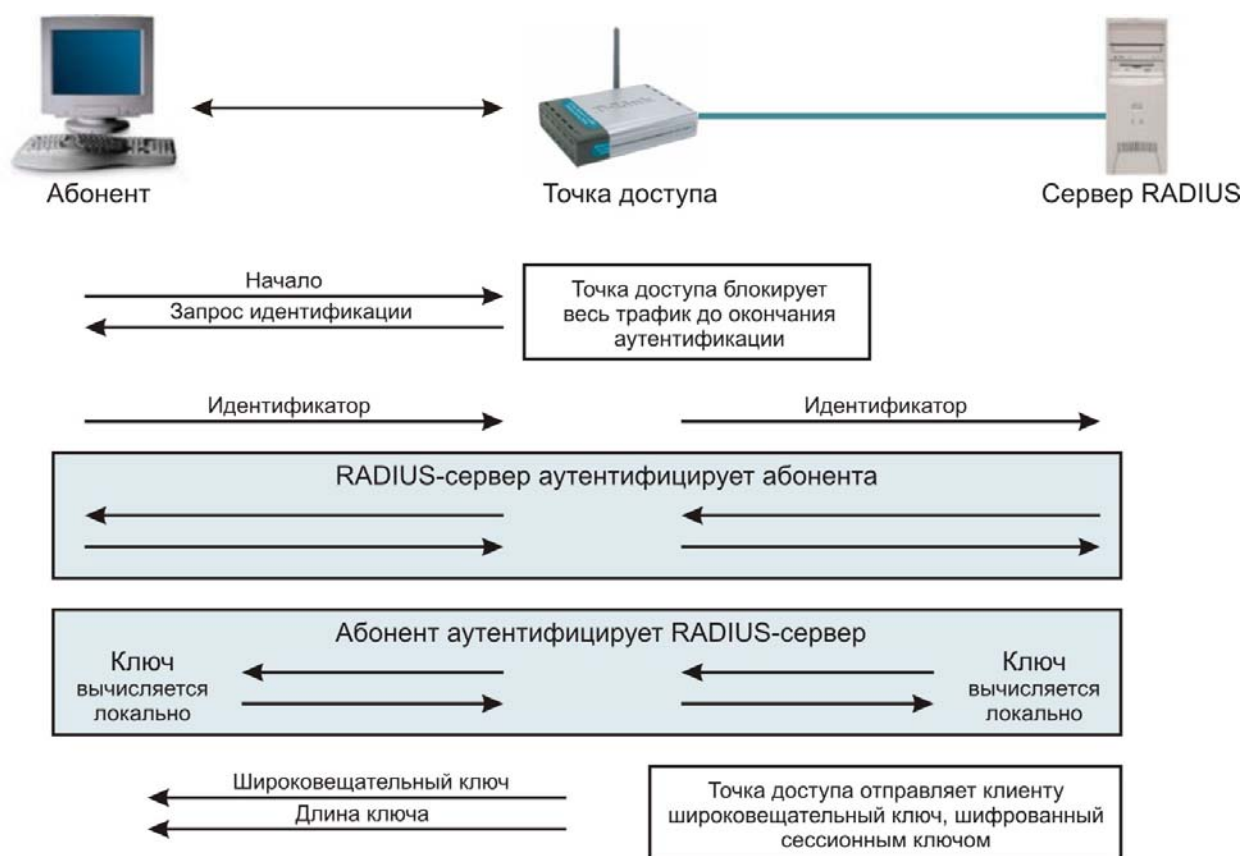 Абонент
Точка доступа
Сервер RADIUS
Начало
Запрос идентификации
Точка доступа блокирует
весь трафик до окончания
аутентификации
Идентификатор
Идентификатор
RADIUS-сервер аутентифицирует абонента
Абонент аутентифицирует RADIUS-сервер
Ключ
вычисляется
локально
Ключ
вычисляется
локально
Широковещательный ключ
Длина ключа
Точка доступа отправляет клиенту
широковещательный ключ, шифрованный
сессионным ключом